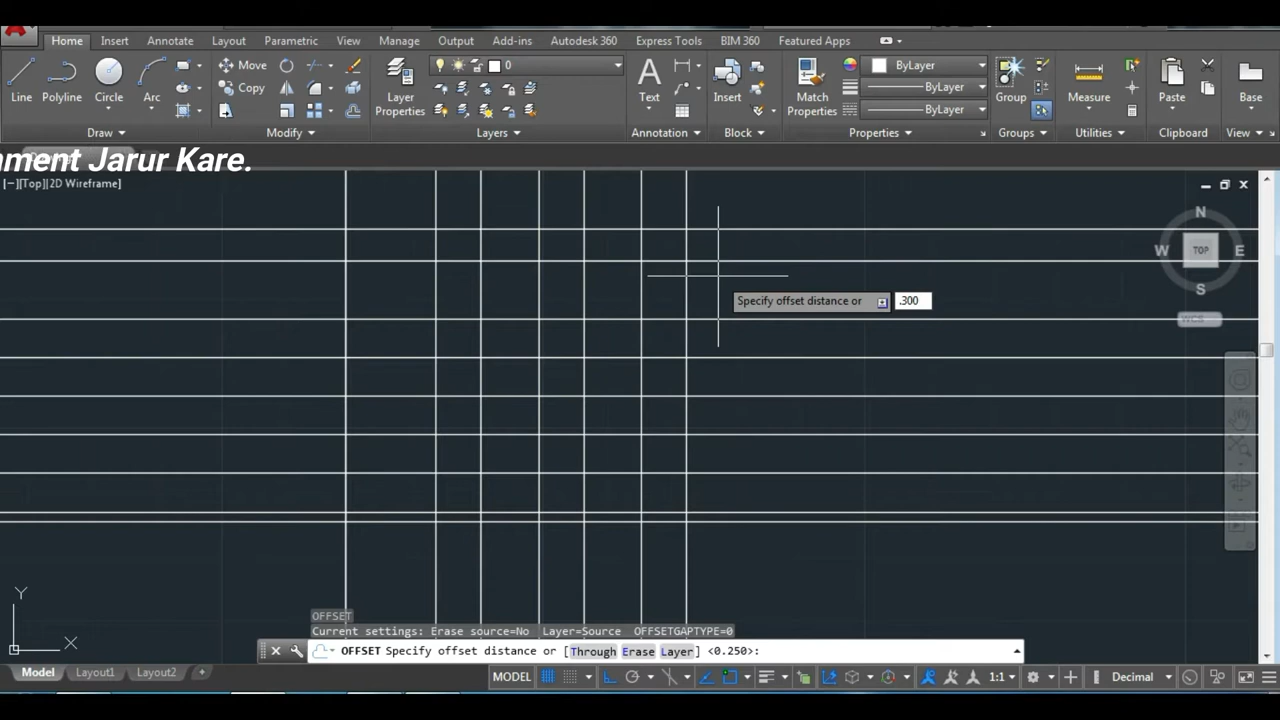 Home Insert Annotate Layout Parametric View Manage Output Add-ins Autodesk 360 Express Tools BIM 360 Featured Apps
Move
0
ByLayer
Copy
ByLayer
ByLayer
Line Polyline Circle Arc
Layer Properties
Text
Insert
Match Properties
Group
Measure
Paste
Base
Draw Modify Layers Annotation Block Properties Groups Utilities Clipboard View
nment Jarur Kare.
[−][Top][2D Wireframe]
N
W TOP E
S
WCS
Specify offset distance or .300
Y
X
OFFSET
Current settings: Erase source=No Layer=Source OFFSETGAPTYPE=0
OFFSET Specify offset distance or [Through Erase Layer] <0.250>:
Model Layout1 Layout2 + MODEL 1:1 Decimal